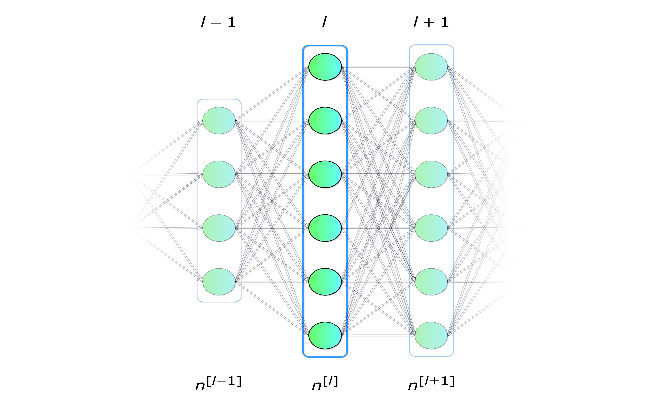 l − 1 l l + 1
n[l−1] n[l] n[l+1]